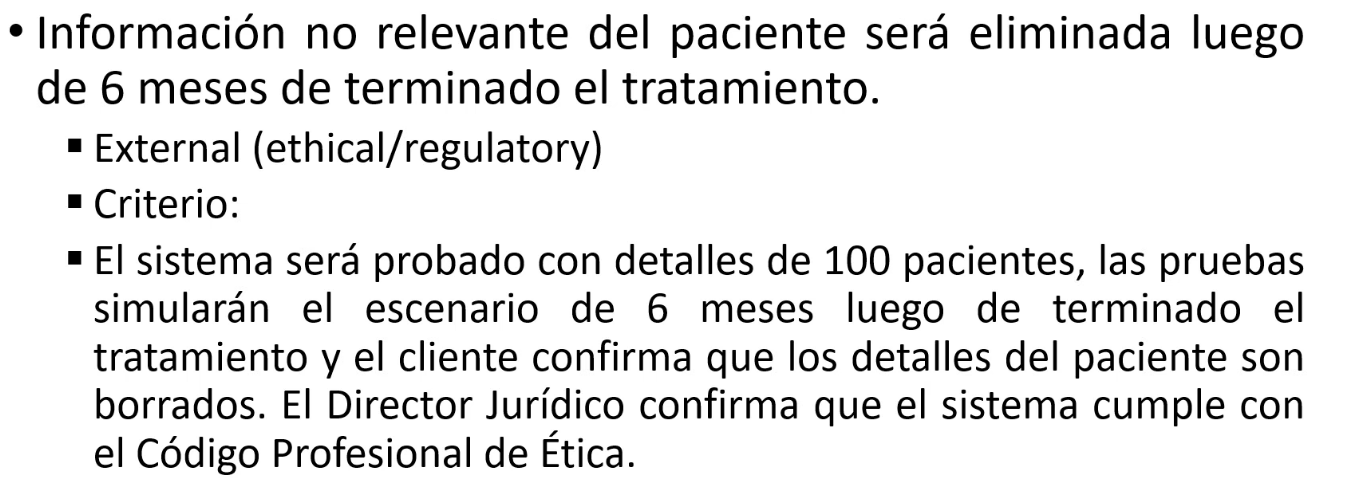 • Información no relevante del paciente será eliminada luego
de 6 meses de terminado el tratamiento.
▪ External (ethical/regulatory)
▪ Criterio:
▪ El sistema será probado con detalles de 100 pacientes, las pruebas
simularán el escenario de 6 meses luego de terminado el
tratamiento y el cliente confirma que los detalles del paciente son
borrados. El Director Jurídico confirma que el sistema cumple con
el Código Profesional de Ética.